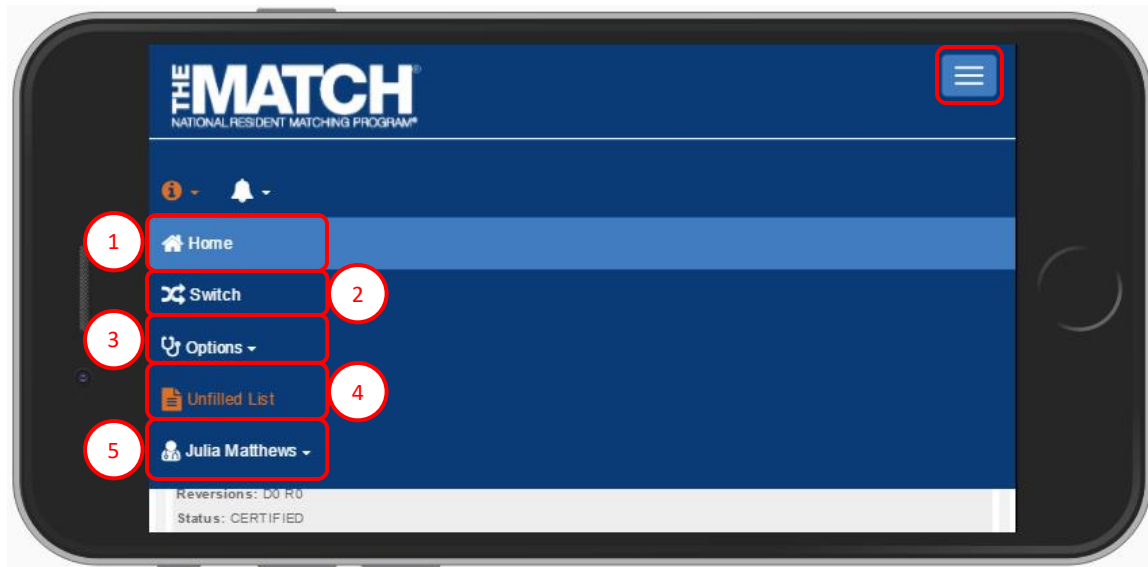 THE MATCH®
NATIONAL RESIDENT MATCHING PROGRAM®
1 Home
Switch 2
3 Options
Unfilled List 4
5 Julia Matthews
Reversions: D0 R0
Status: CERTIFIED